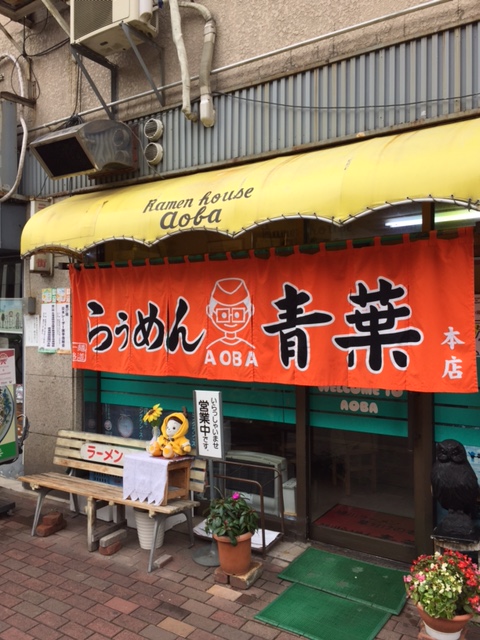 Ramen house
aoba
らぅめん
AOBA
青葉
本店
WELCOME TO
AOBA
いらっしゃいませ
営業中です
ラーメン